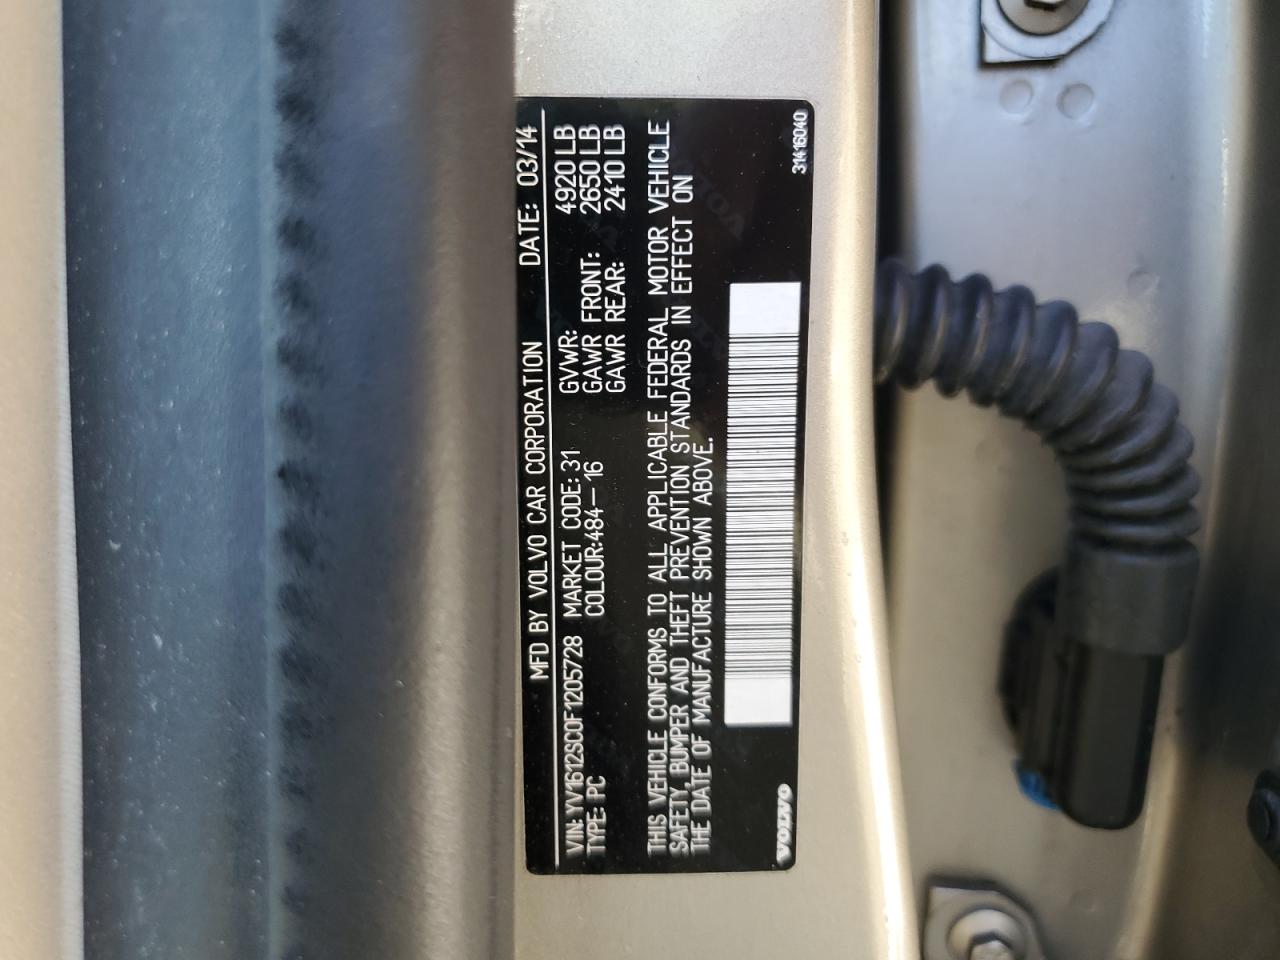 MFD BY VOLVO CAR CORPORATION DATE: 03/14
VIN: YV1612SC0F1205728 MARKET CODE: 31 GVWR: 4920 LB
TYPE: PC COLOUR:484-16 GAWR FRONT: 2650 LB
GAWR REAR: 2410 LB
THIS VEHICLE CONFORMS TO ALL APPLICABLE FEDERAL MOTOR VEHICLE
SAFETY, BUMPER AND THEFT PREVENTION STANDARDS IN EFFECT ON
THE DATE OF MANUFACTURE SHOWN ABOVE.
VOLVO 31416040